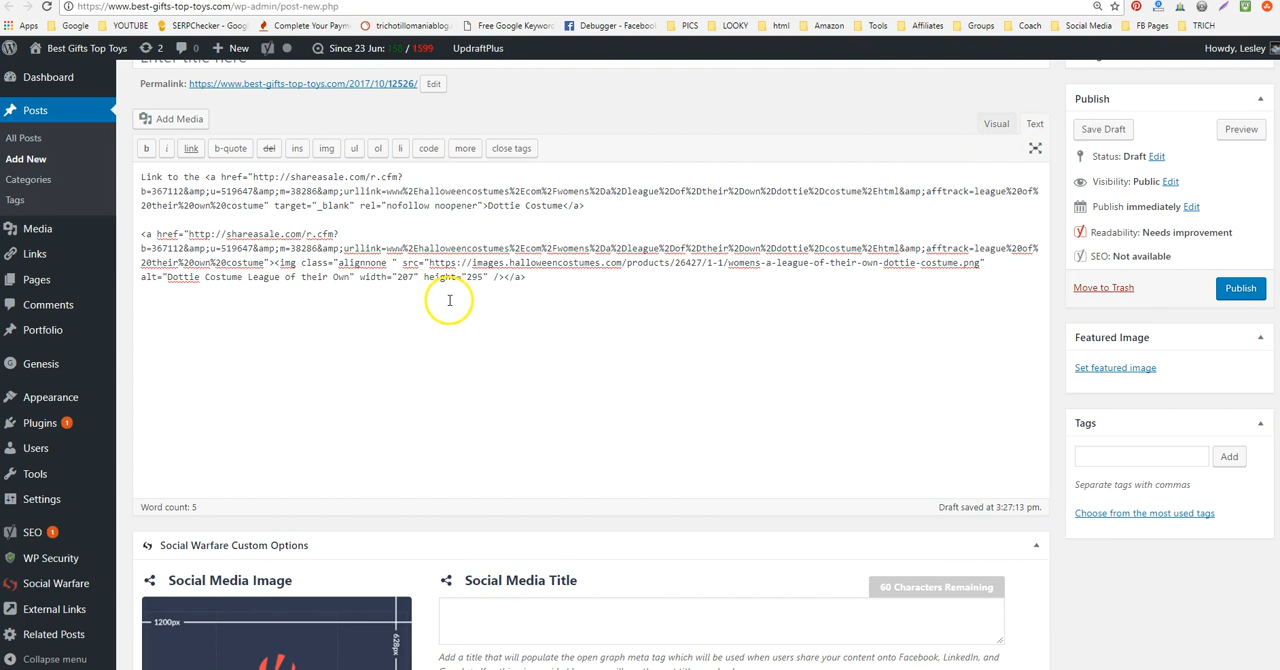 https://www.best-gifts-top-toys.com/wp-admin/post-new.php
Apps Google YOUTUBE SERPChecker - Goog Complete Your Paym trichotillomaniablog. Free Google Keyword Debugger - Facebook PICS LOOKY html Amazon Tools Affiliates Groups Coach Social Media FB Pages TRICH
Best Gifts Top Toys 2 0 New Since 23 Jun: 158 / 1599 UpdraftPlus Howdy, Lesley
Enter title here
Dashboard
Posts
All Posts
Add New
Categories
Tags
Media
Links
Pages
Comments
Portfolio
Genesis
Appearance
Plugins 1
Users
Tools
Settings
SEO 1
WP Security
Social Warfare
External Links
Related Posts
Collapse menu
Permalink: https://www.best-gifts-top-toys.com/2017/10/12526/ Edit
Add Media
Visual Text
b i link b-quote del ins img ul ol li code more close tags
Link to the <a href="http://shareasale.com/r.cfm?
b=367112&amp;u=519647&amp;m=38286&amp;urllink=www%2Ehalloweencostumes%2Ecom%2Fwomens%2Da%2Dleague%2Dof%2Dtheir%2Down%2Ddottie%2Dcostume%2Ehtml&amp;afftrack=league%20of%
20their%20own%20costume" target="_blank" rel="nofollow noopener">Dottie Costume</a>
<a href="http://shareasale.com/r.cfm?
b=367112&amp;u=519647&amp;m=38286&amp;urllink=www%2Ehalloweencostumes%2Ecom%2Fwomens%2Da%2Dleague%2Dof%2Dtheir%2Down%2Ddottie%2Dcostume%2Ehtml&amp;afftrack=league%20of%
20their%20own%20costume"><img class="alignnone " src="https://images.halloweencostumes.com/products/26427/1-1/womens-a-league-of-their-own-dottie-costume.png"
alt="Dottie Costume League of their Own" width="207" height="295" /></a>
Word count: 5 Draft saved at 3:27:13 pm.
Social Warfare Custom Options
Social Media Image
1200px
628px
Social Media Title
60 Characters Remaining
Add a title that will populate the open graph meta tag which will be used when users share your content onto Facebook, LinkedIn, and
Publish
Save Draft Preview
Status: Draft Edit
Visibility: Public Edit
Publish immediately Edit
Readability: Needs improvement
SEO: Not available
Move to Trash Publish
Featured Image
Set featured image
Tags
Add
Separate tags with commas
Choose from the most used tags